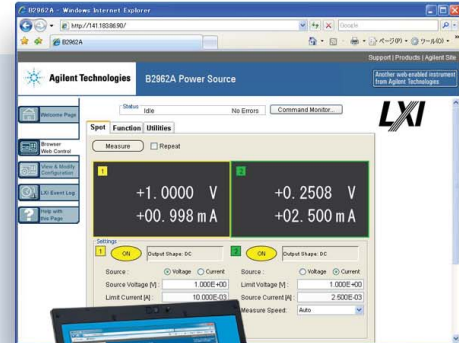 B2962A - Windows Internet Explorer
http://141.183.86.90/
Google
B2962A
ページ(P) ツール(O)
Support | Products | Agilent Site
Agilent Technologies
B2962A Power Source
Another web-enabled instrument
from Agilent Technologies
Welcome Page
Browser
Web Control
View & Modify
Configuration
LXI Event Log
Help with
this Page
Status
Idle
No Errors
Command Monitor...
LXI
Spot Function Utilities
Measure
Repeat
1
+1.0000 V
+00.998 mA
2
+0.2508 V
+02.500 mA
Settings
1 ON Output Shape: DC
Source : Voltage Current
Source Voltage [V] : 1.000E+00
Limit Current [A] : 10.000E-03
2 ON Output Shape: DC
Source : Voltage Current
Limit Voltage [V] : 1.000E+00
Source Current [A] : 2.500E-03
Measure Speed: Auto